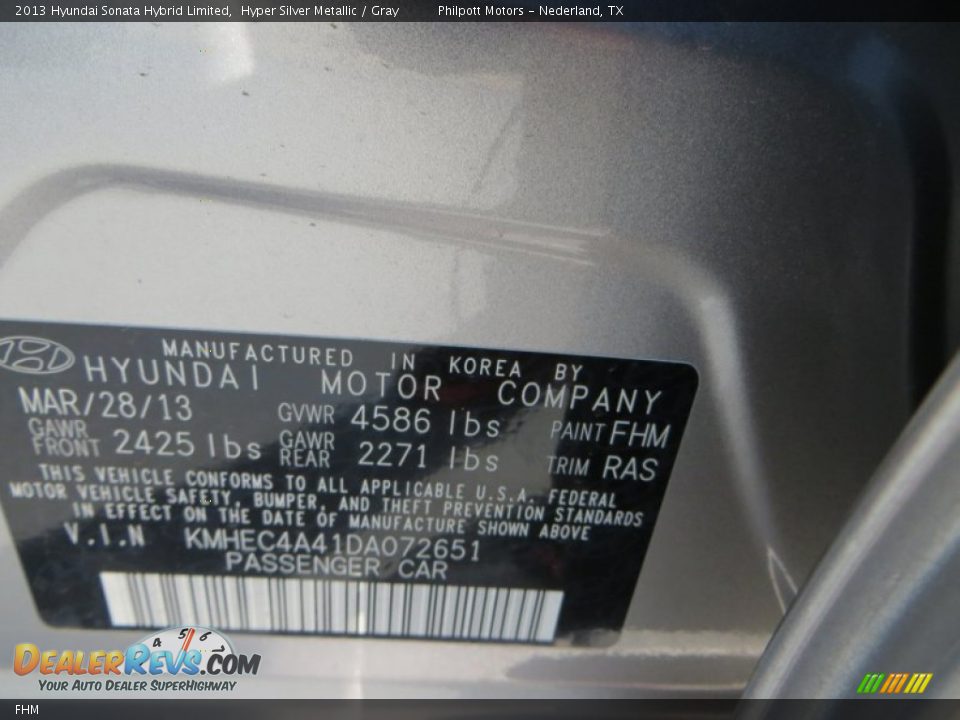 2013 Hyundai Sonata Hybrid Limited, Hyper Silver Metallic / Gray Philpott Motors - Nederland, TX
MANUFACTURED IN KOREA BY
HYUNDAI MOTOR COMPANY
MAR/28/13 GVWR 4586 lbs PAINT FHM
GAWR FRONT 2425 lbs GAWR REAR 2271 lbs TRIM RAS
THIS VEHICLE CONFORMS TO ALL APPLICABLE U.S.A. FEDERAL
MOTOR VEHICLE SAFETY, BUMPER, AND THEFT PREVENTION STANDARDS
IN EFFECT ON THE DATE OF MANUFACTURE SHOWN ABOVE
V.I.N KMHEC4A41DA072651
PASSENGER CAR
4 5 6
DEALERREVS.COM
YOUR AUTO DEALER SUPERHIGHWAY
FHM